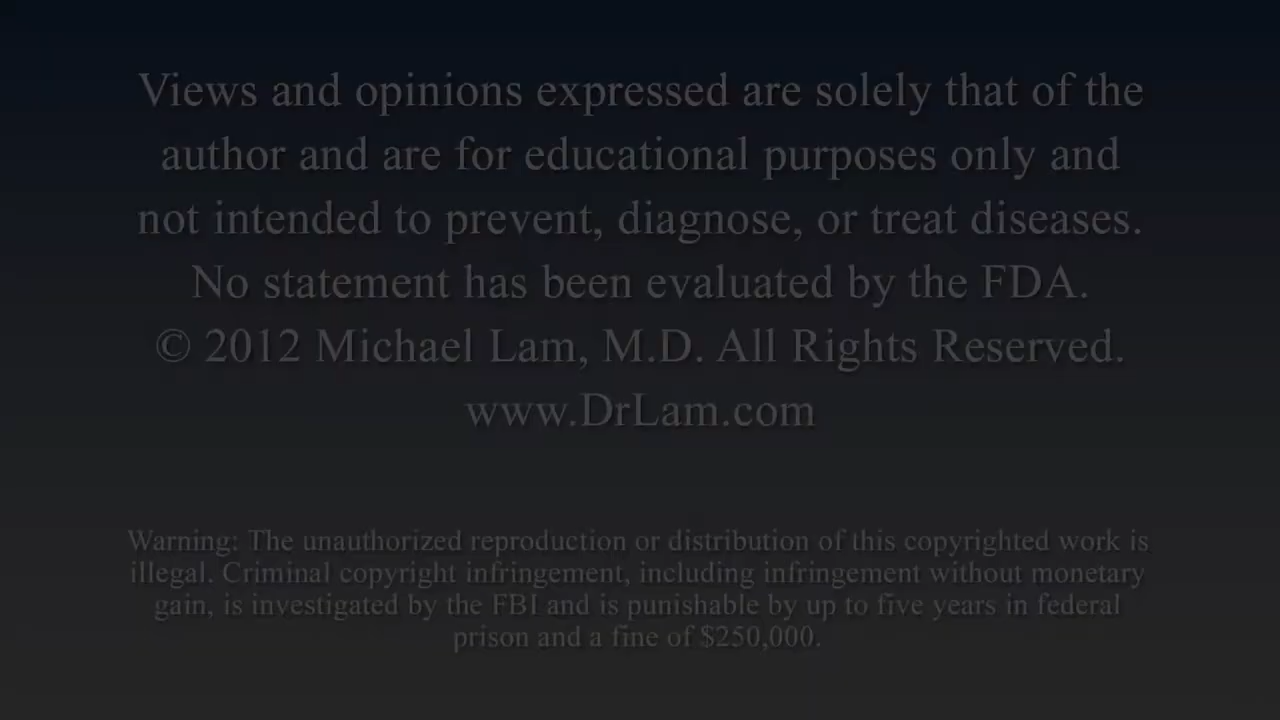 Views and opinions expressed are solely that of the
author and are for educational purposes only and
not intended to prevent, diagnose, or treat diseases.
No statement has been evaluated by the FDA.
© 2012 Michael Lam, M.D. All Rights Reserved.
www.DrLam.com
Warning: The unauthorized reproduction or distribution of this copyrighted work is
illegal. Criminal copyright infringement, including infringement without monetary
gain, is investigated by the FBI and is punishable by up to five years in federal
prison and a fine of $250,000.